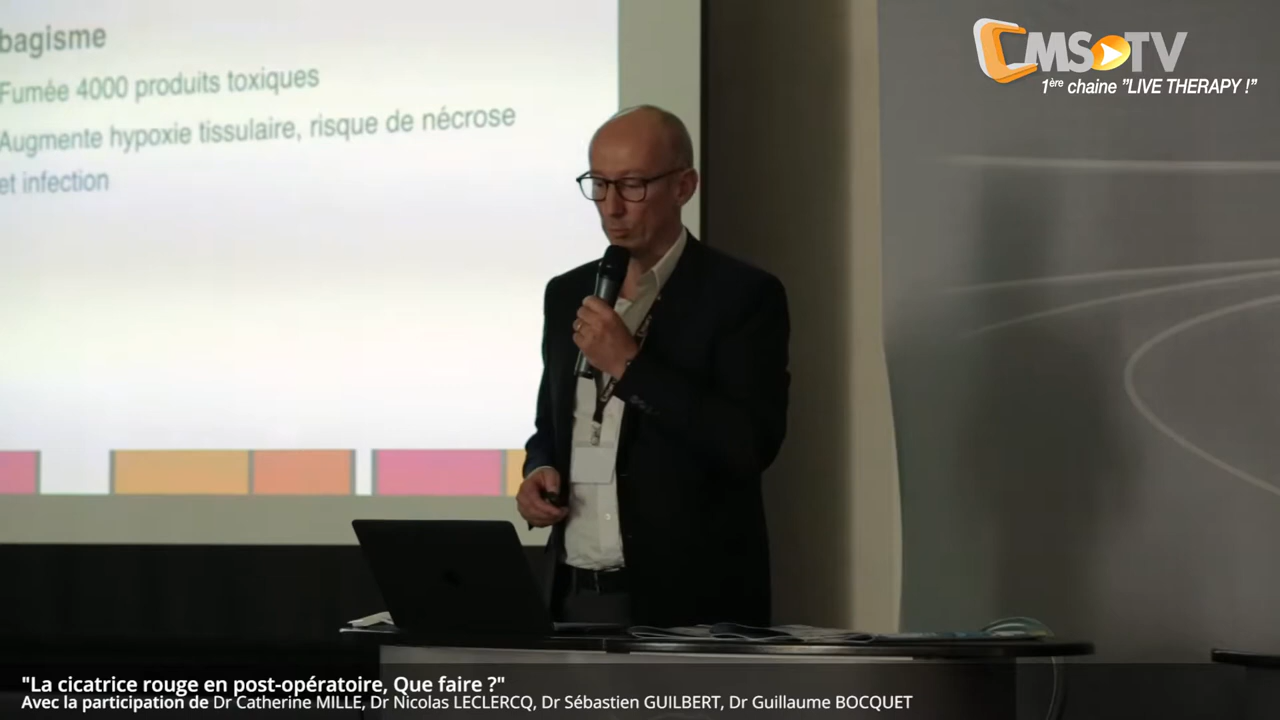 bagisme
Fumée 4000 produits toxiques
Augmente hypoxie tissulaire, risque de nécrose
et infection
CMSTV
1ère chaine "LIVE THERAPY !"
"La cicatrice rouge en post-opératoire, Que faire ?"
Avec la participation de Dr Catherine MILLE, Dr Nicolas LECLERCQ, Dr Sébastien GUILBERT, Dr Guillaume BOCQUET